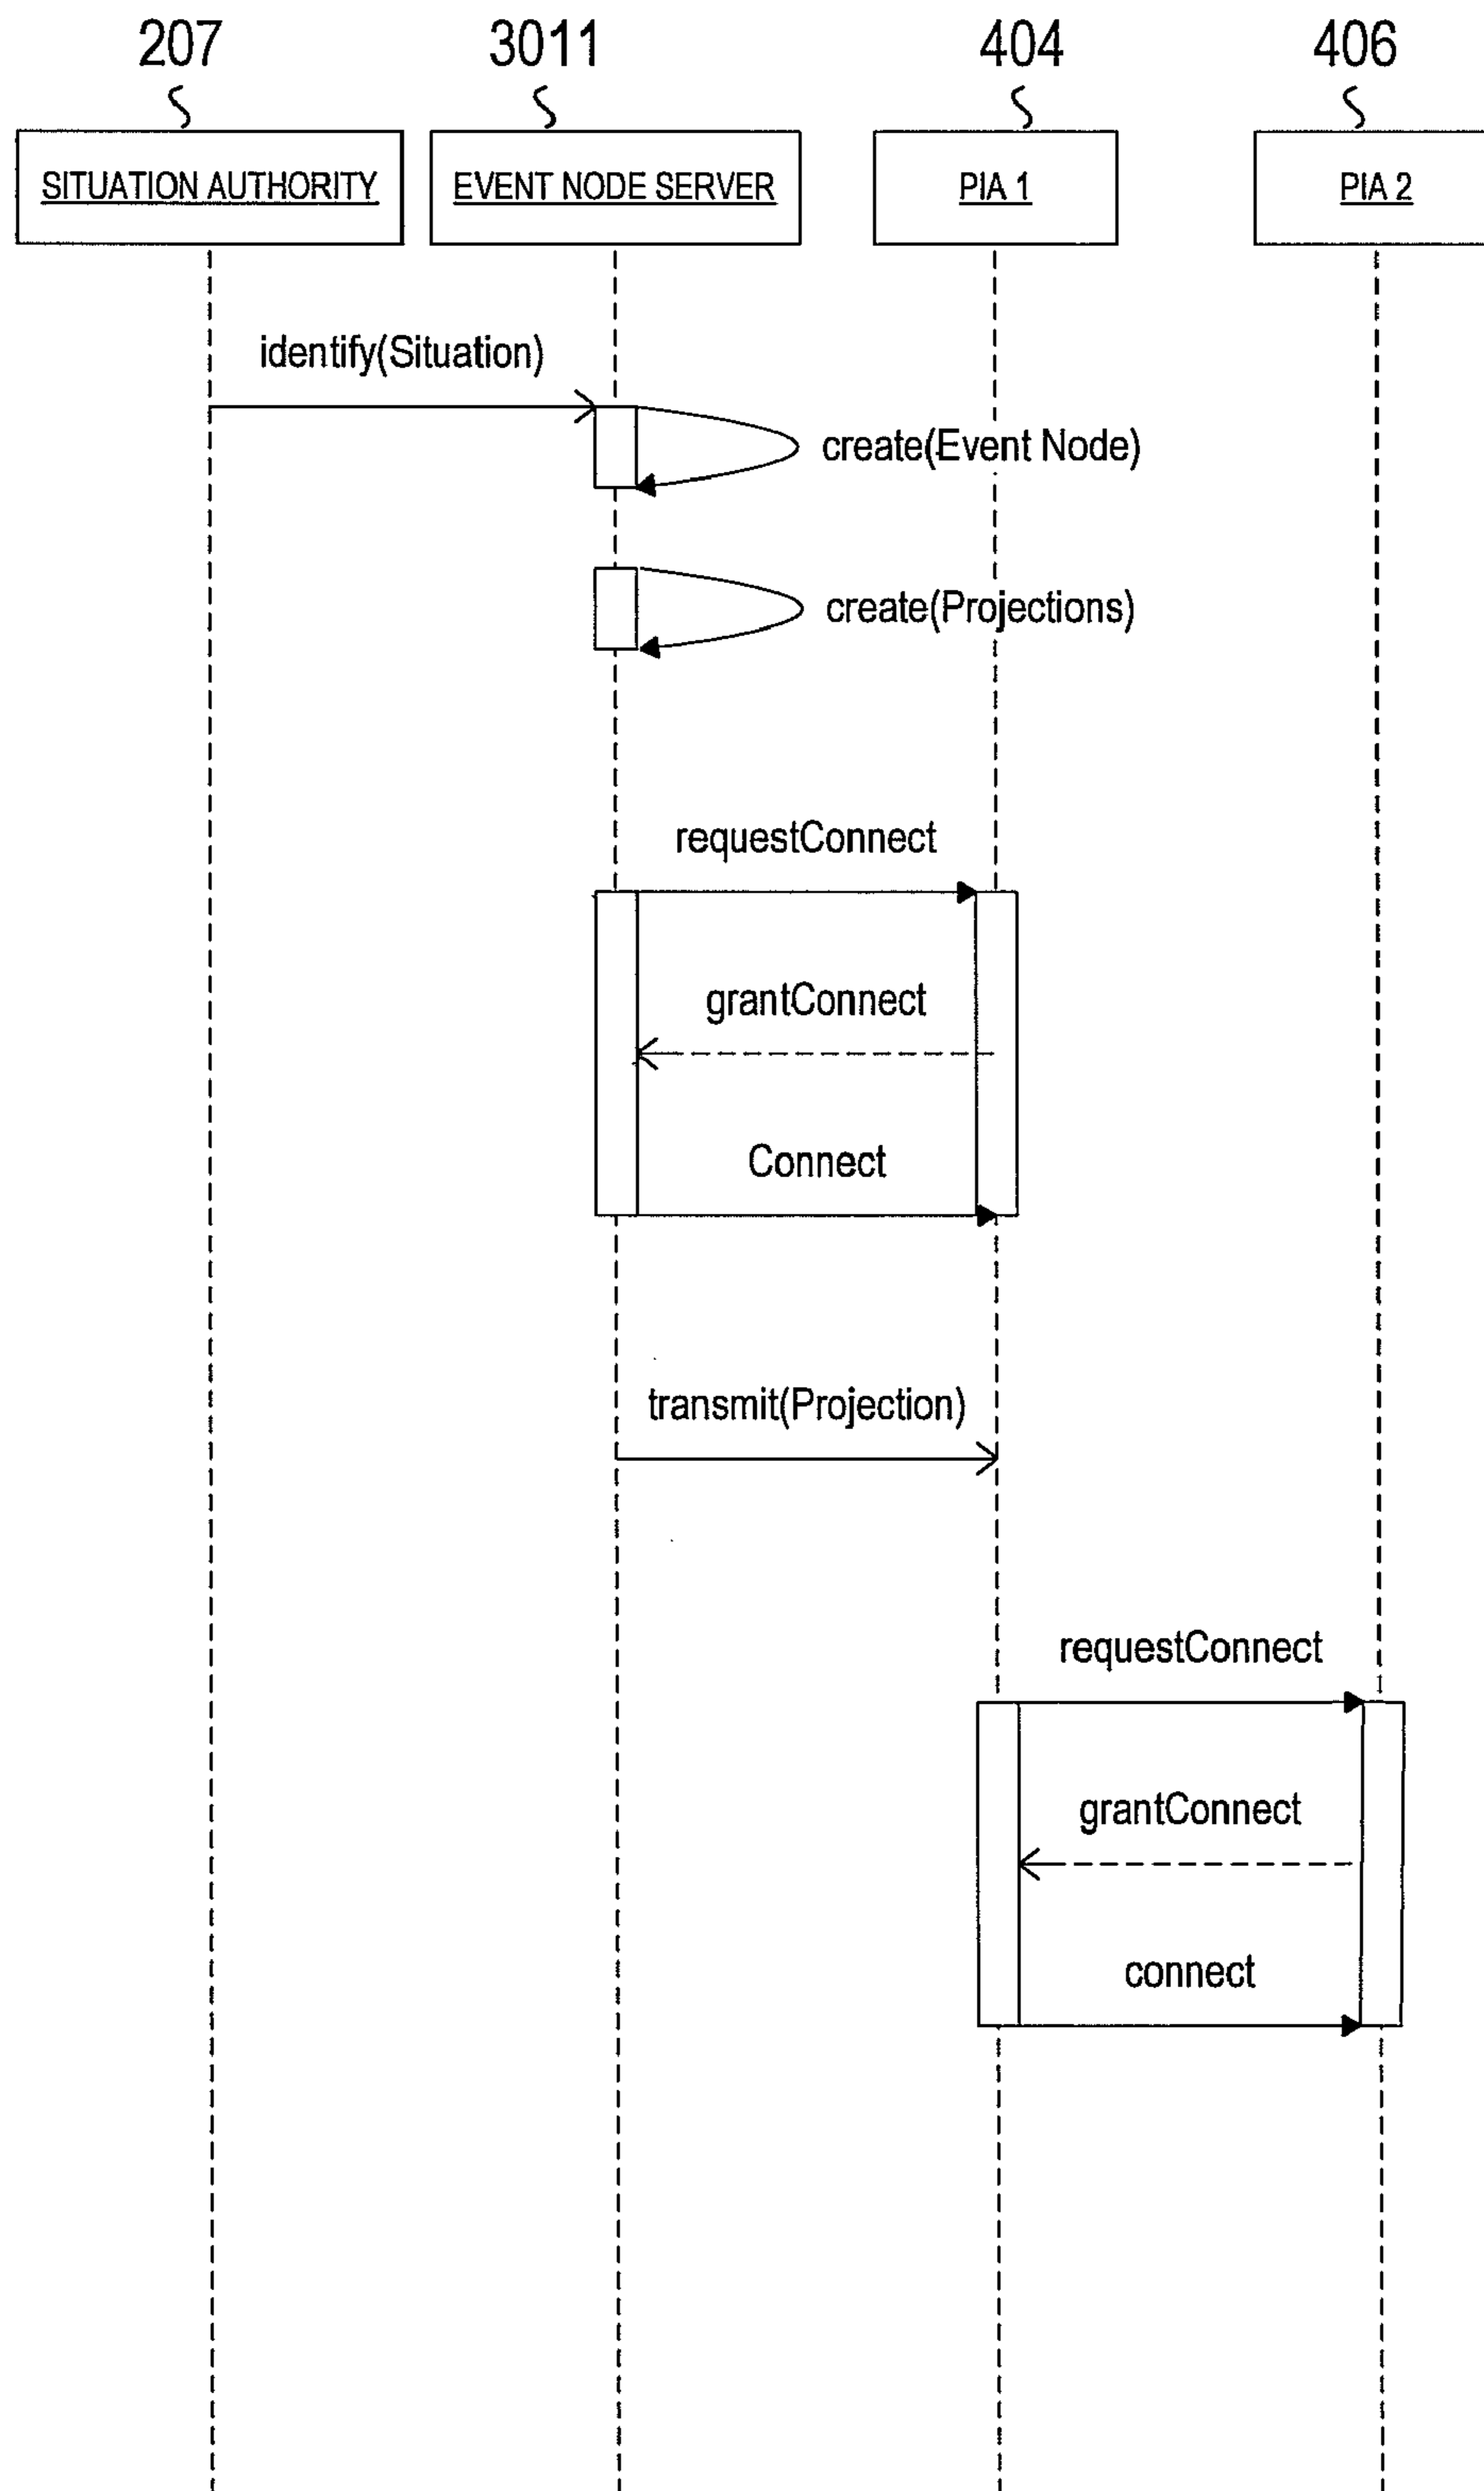 207 3011 404 406
SITUATION AUTHORITY EVENT NODE SERVER PIA 1 PIA 2
identify(Situation)
create(Event Node)
create(Projections)
requestConnect
grantConnect
Connect
transmit(Projection)
requestConnect
grantConnect
connect